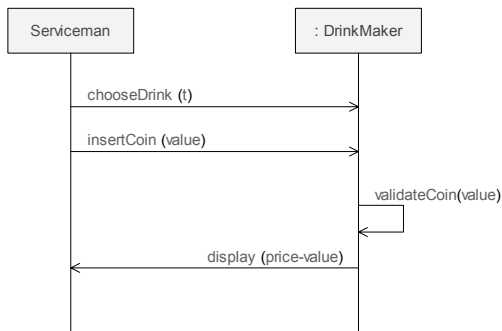 Serviceman
: DrinkMaker
chooseDrink (t)
insertCoin (value)
validateCoin(value)
display (price-value)